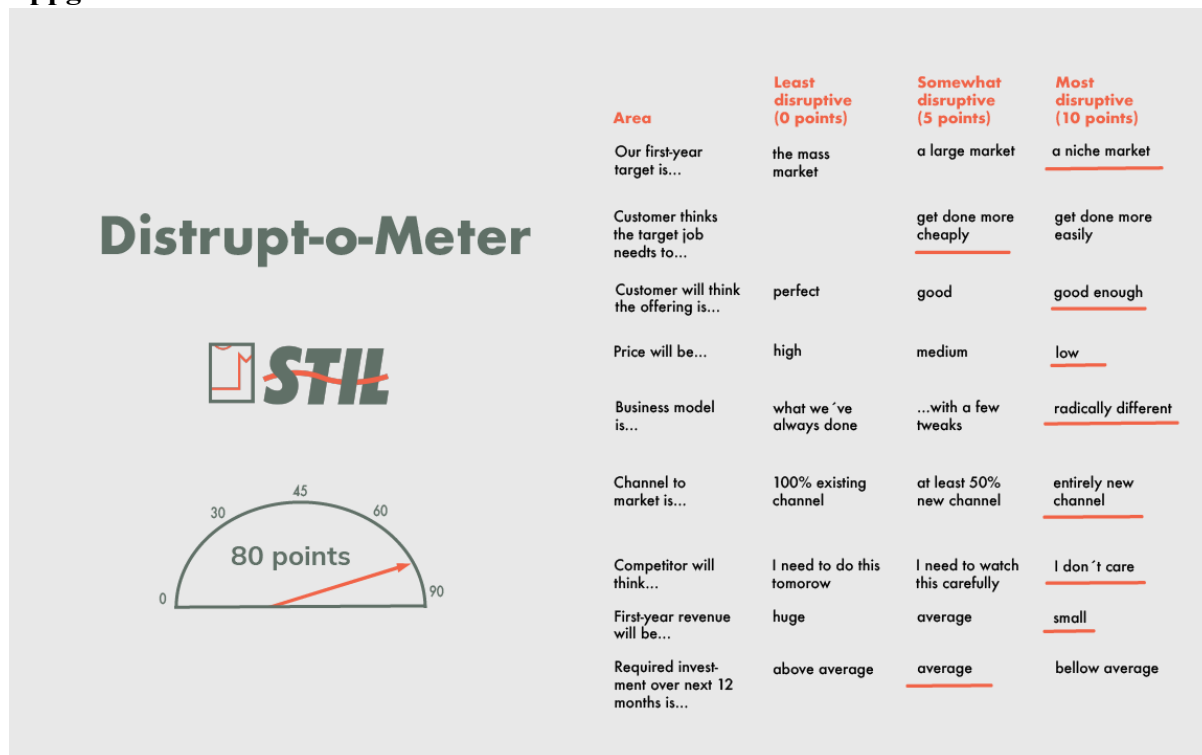 Distrupt-o-Meter
STIL
0
30
45
60
90
80 points
Area
Least
disruptive
(0 points)
Somewhat
disruptive
(5 points)
Most
disruptive
(10 points)
Our first-year
target is...
the mass
market
a large market
a niche market
Customer thinks
the target job
needts to...
get done more
cheaply
get done more
easily
Customer will think
the offering is...
perfect
good
good enough
Price will be...
high
medium
low
Business model
is...
what we´ve
always done
...with a few
tweaks
radically different
Channel to
market is...
100% existing
channel
at least 50%
new channel
entirely new
channel
Competitor will
think...
I need to do this
tomorow
I need to watch
this carefully
I don´t care
First-year revenue
will be...
huge
average
small
Required invest-
ment over next 12
months is...
above average
average
bellow average